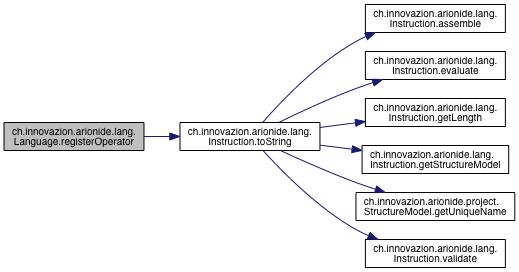 ch.innovazion.arionide.lang.
Instruction.assemble
ch.innovazion.arionide.lang.
Instruction.evaluate
ch.innovazion.arionide.lang.
Instruction.getLength
ch.innovazion.arionide.lang.
Language.registerOperator
ch.innovazion.arionide.lang.
Instruction.toString
ch.innovazion.arionide.lang.
Instruction.getStructureModel
ch.innovazion.arionide.project.
StructureModel.getUniqueName
ch.innovazion.arionide.lang.
Instruction.validate